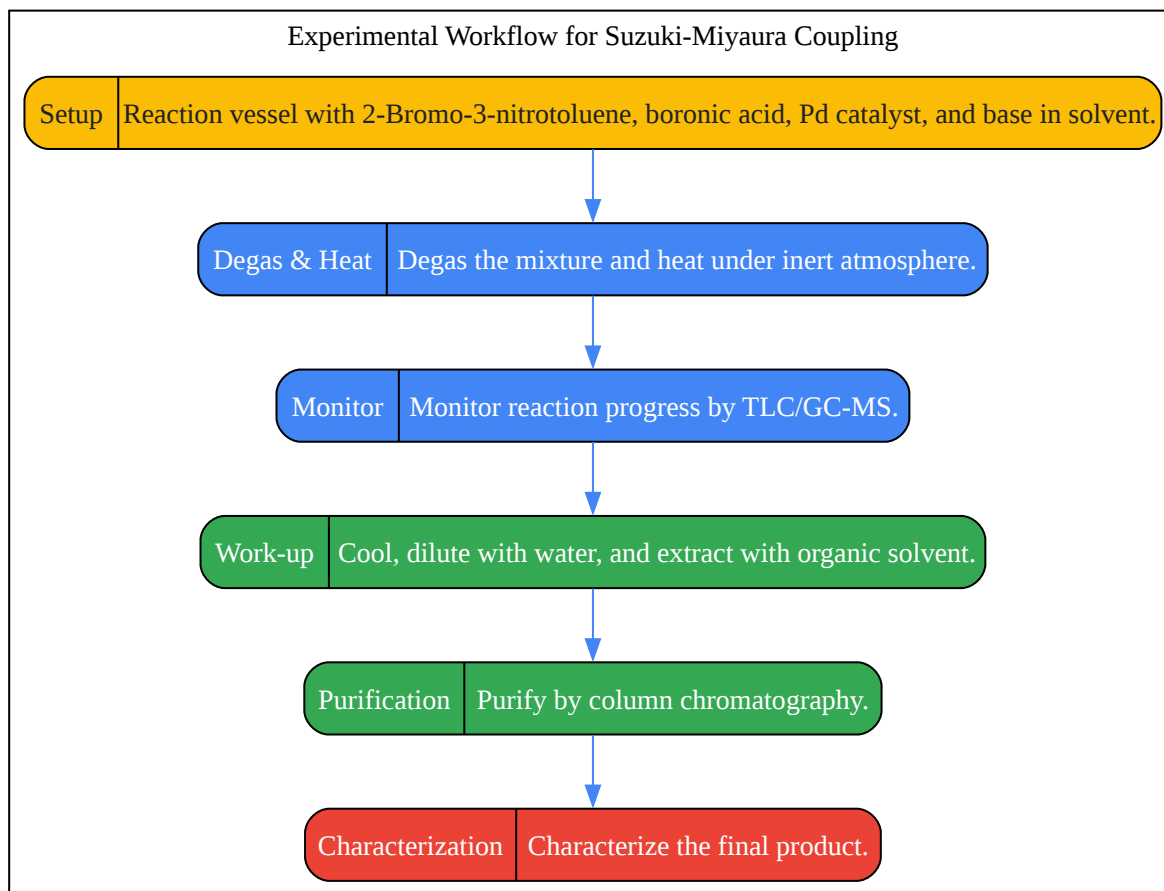 Experimental Workflow for Suzuki-Miyaura Coupling
Setup Reaction vessel with 2-Bromo-3-nitrotoluene, boronic acid, Pd catalyst, and base in solvent.
Degas & Heat Degas the mixture and heat under inert atmosphere.
Monitor Monitor reaction progress by TLC/GC-MS.
Work-up Cool, dilute with water, and extract with organic solvent.
Purification Purify by column chromatography.
Characterization Characterize the final product.